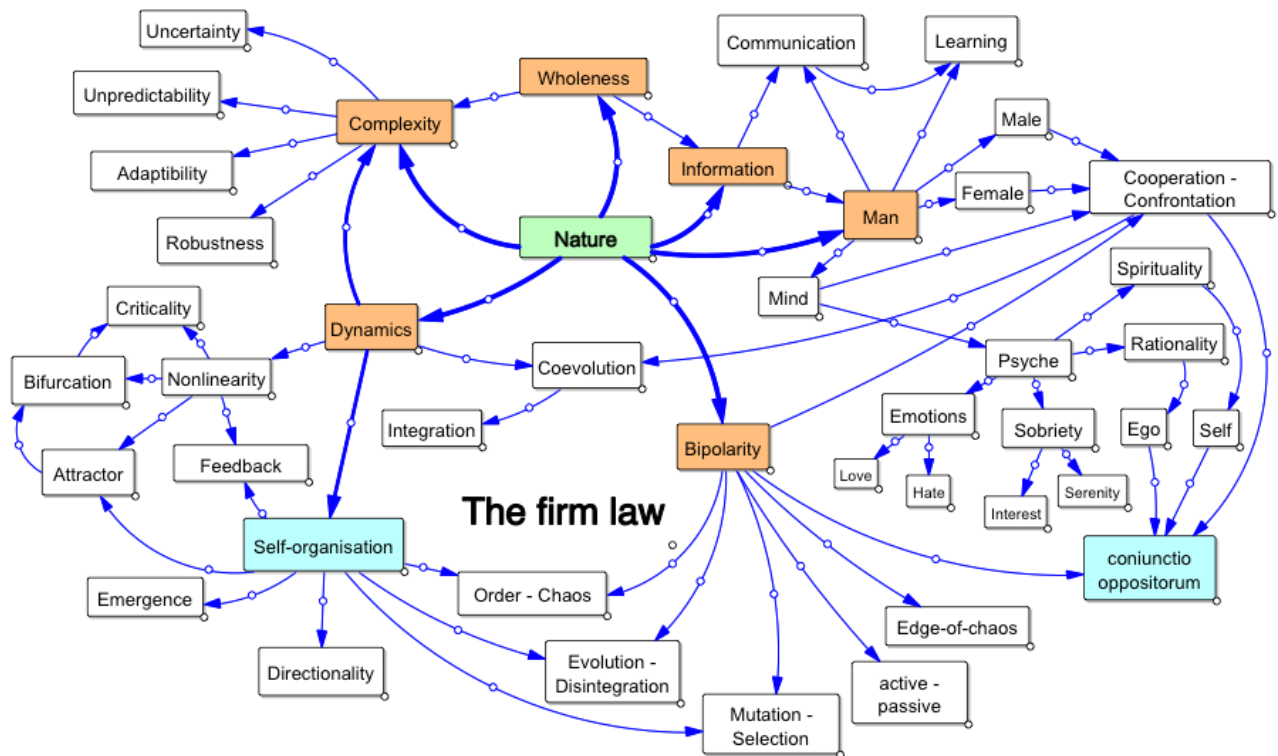 Uncertainty
Wholeness
Communication
Learning
Unpredictability
Complexity
Male
Information
Adaptibility
Female
Cooperation -
Confrontation
Man
Robustness
Nature
Spirituality
Mind
Criticality
Dynamics
Rationality
Psyche
Bifurcation
Nonlinearity
Coevolution
Emotions
Integration
Sobriety
Ego
Self
Bipolarity
Attractor
Feedback
Love
Hate
Interest
Serenity
The firm law
Self-organisation
coniunctio
oppositorum
Emergence
Order - Chaos
Edge-of-chaos
Directionality
Evolution -
Disintegration
active -
passive
Mutation -
Selection